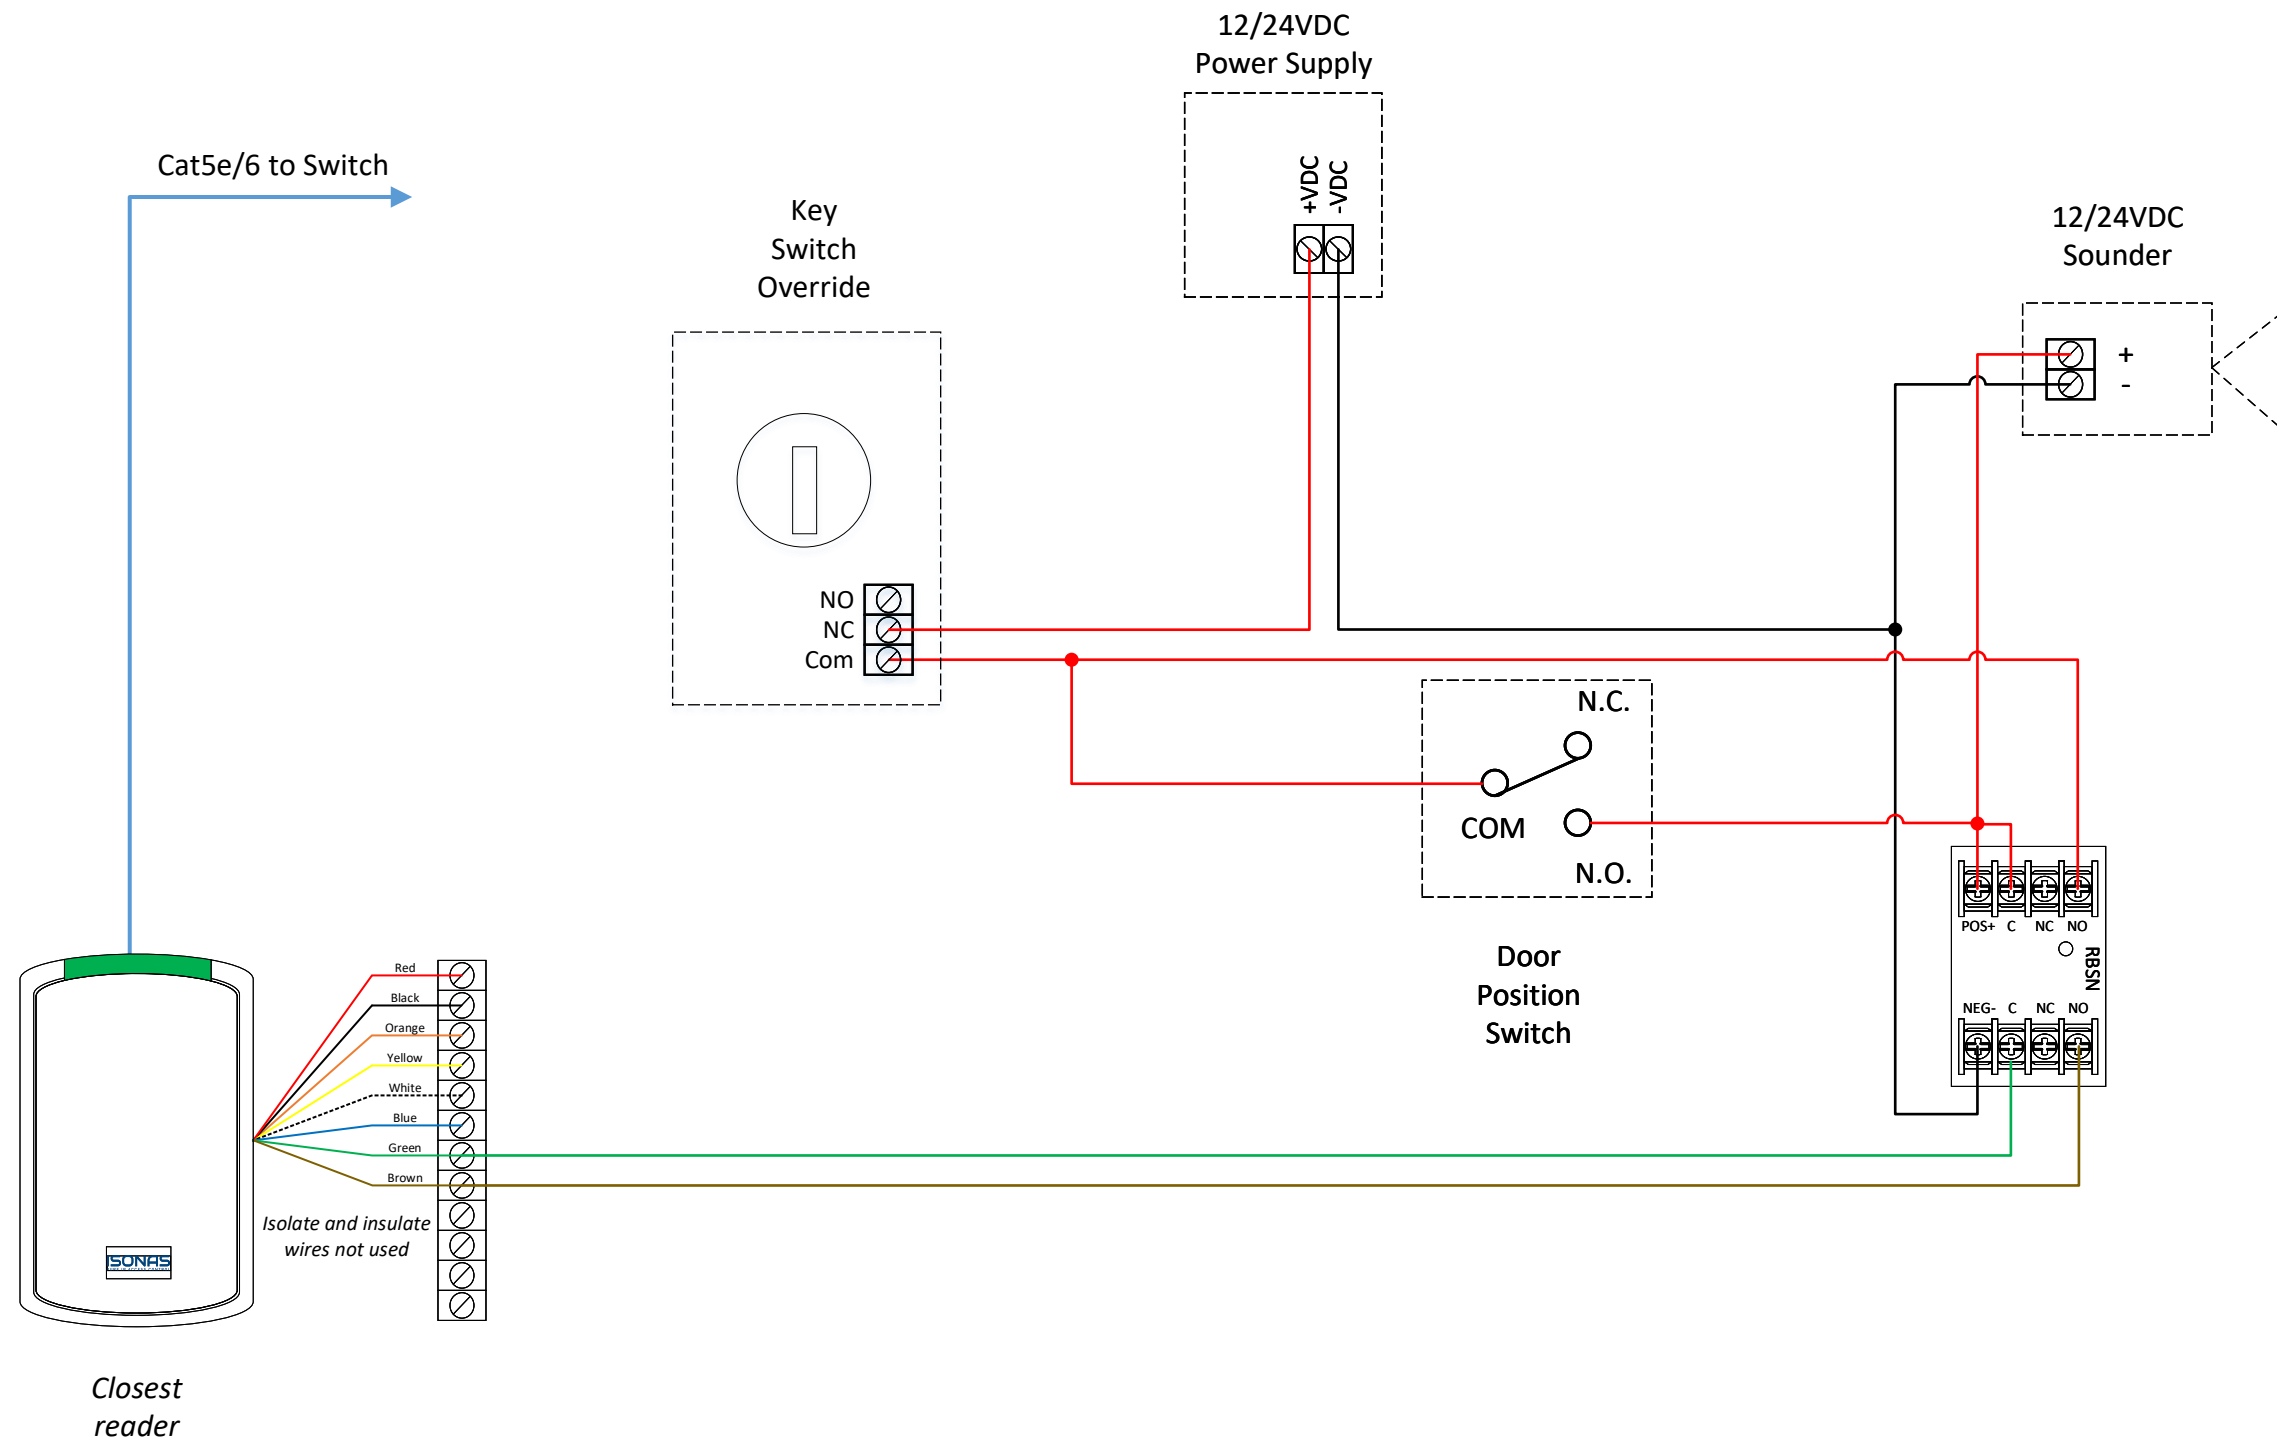 12/24VDC
Power Supply
+VDC
-VDC
Cat5e/6 to Switch
Key
Switch
Override
NO
NC
Com
12/24VDC
Sounder
+
-
N.C.
COM
N.O.
Door
Position
Switch
POS+ C NC NO
RBSN
NEG- C NC NO
Red
Black
Orange
Yellow
White
Blue
Green
Brown
Isolate and insulate
wires not used
ISONAS
Closest
reader